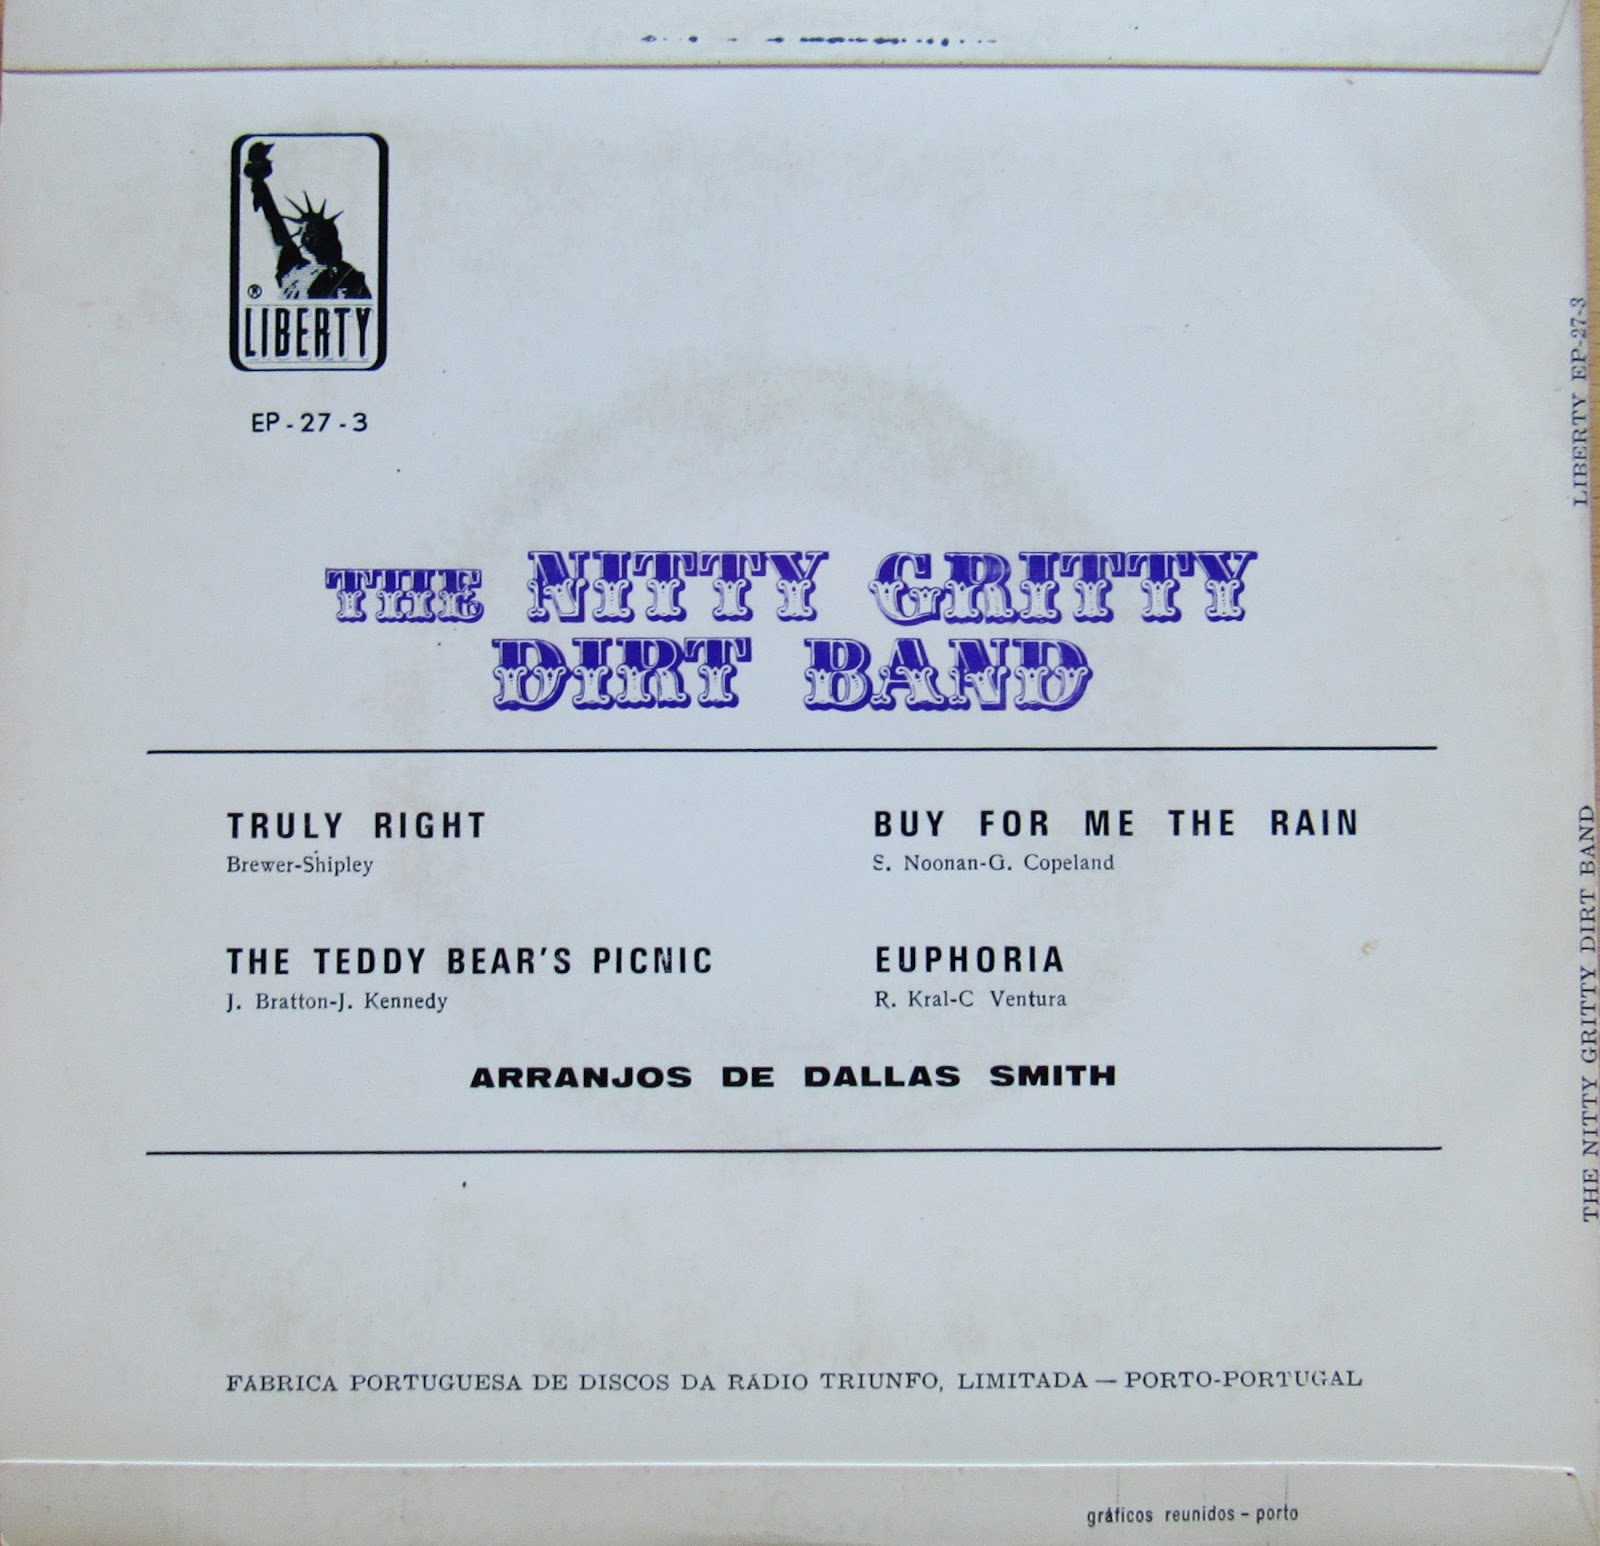 LIBERTY
EP - 27 - 3
THE NITTY GRITTY
DIRT BAND
TRULY RIGHT
Brewer-Shipley
THE TEDDY BEAR'S PICNIC
J. Bratton-J. Kennedy
BUY FOR ME THE RAIN
S. Noonan-G. Copeland
EUPHORIA
R. Kral-C Ventura
ARRANJOS DE DALLAS SMITH
FÁBRICA PORTUGUESA DE DISCOS DA RÁDIO TRIUNFO, LIMITADA — PORTO-PORTUGAL
gráficos reunidos - porto
THE NITTY GRITTY DIRT BAND
LIBERTY EP-27-3